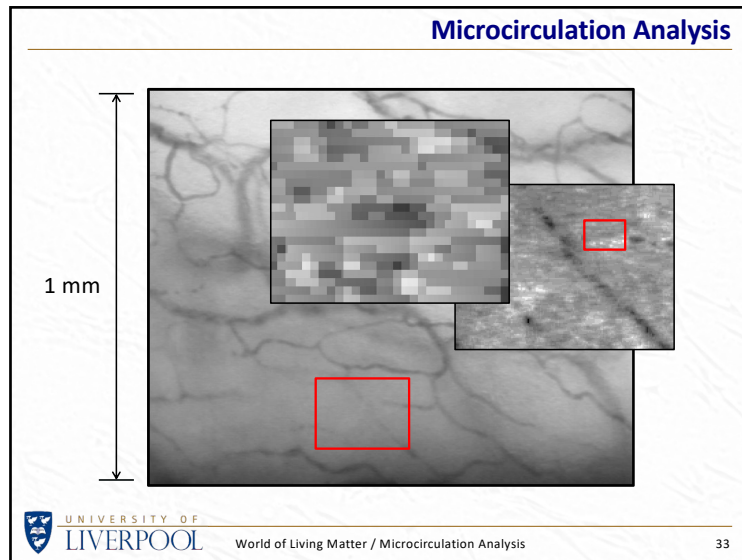 Microcirculation Analysis
1 mm
UNIVERSITY OF
LIVERPOOL
World of Living Matter / Microcirculation Analysis
33